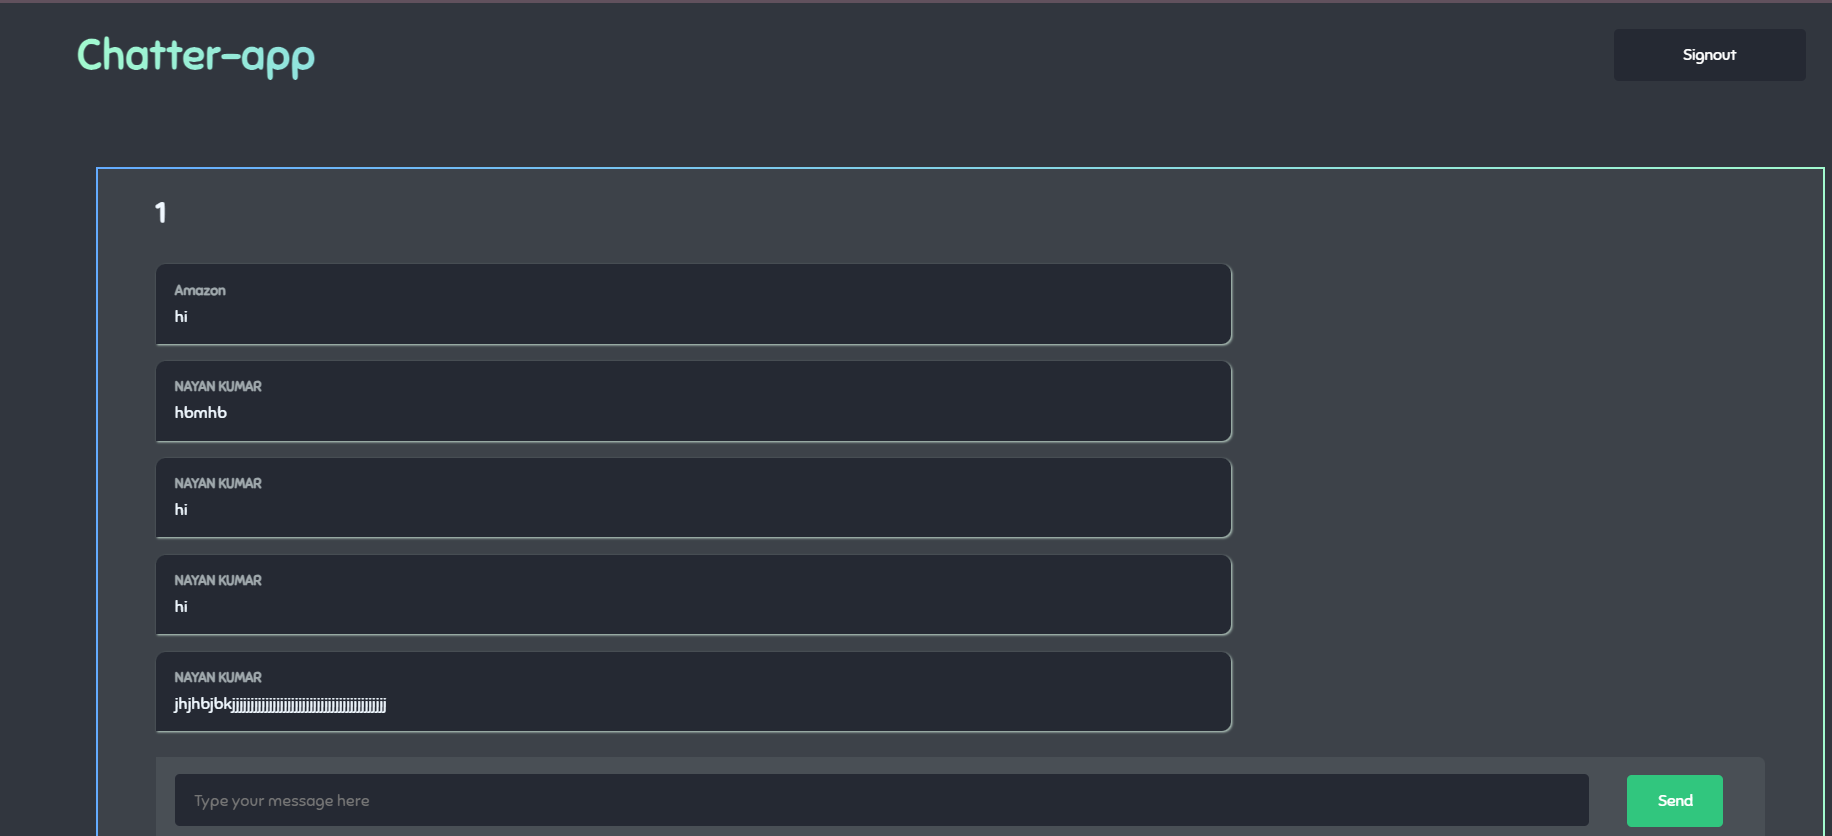 Chatter-app
Signout
1
Amazon
hi
NAYAN KUMAR
hbmhb
NAYAN KUMAR
hi
NAYAN KUMAR
hi
NAYAN KUMAR
Type your message here
Send